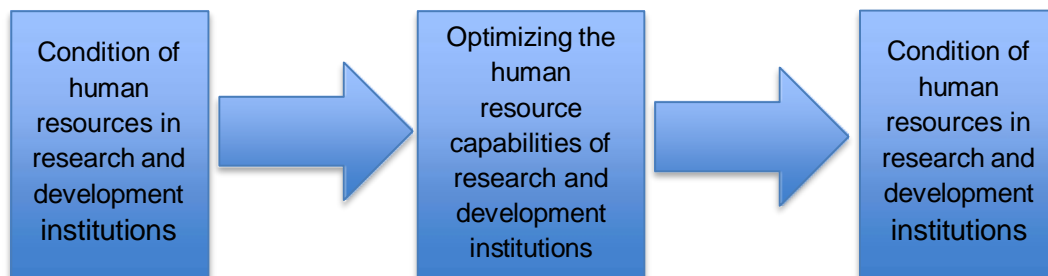 Condition of
human
resources in
research and
development
institutions
Optimizing the
human
resource
capabilities of
research and
development
institutions
Condition of
human
resources in
research and
development
institutions